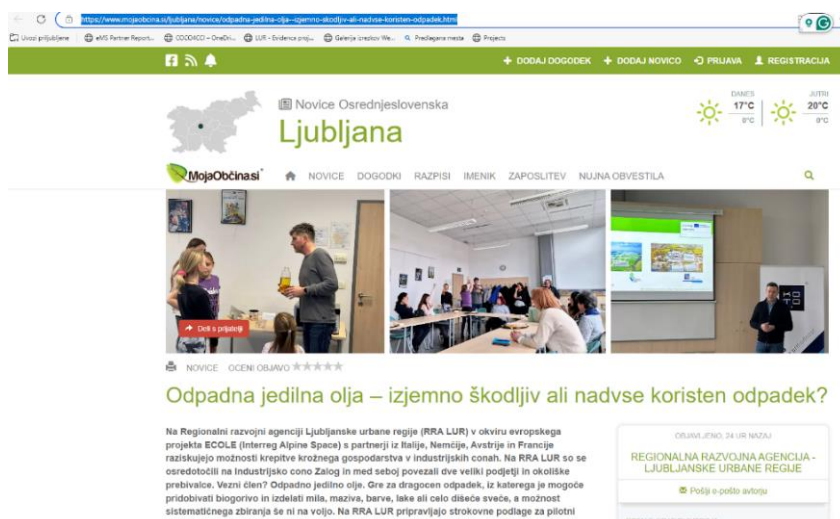 https://www.mojaobcina.si/ljubljana/novice/odpadna-jedilna-olja--izjemno-skodljiv-ali-nadvse-koristen-odpadek.html
Uvozi priljubljene eMS Partner Report... COCO4CCI – OneDri... LUR - Evidenca proj... Galerija izrepkov We... Predlagana mesta Projects
+ DODAJ DOGODEK + DODAJ NOVICO PRIJAVA REGISTRACIJA
Novice Osrednjeslovenska
Ljubljana
DANES
17°C
0°C
JUTRI
20°C
0°C
MojaObčina.si
NOVICE DOGODKI RAZPISI IMENIK ZAPOSLITEV NUJNA OBVESTILA
Deli s prijatelji
NOVICE OCENI OBJAVO
Odpadna jedilna olja – izjemno škodljiv ali nadvse koristen odpadek?
Na Regionalni razvojni agenciji Ljubljanske urbane regije (RRA LUR) v okviru evropskega
projekta ECOLE (Interreg Alpine Space) s partnerji iz Italije, Nemčije, Avstrije in Francije
raziskujejo možnosti krepitve krožnega gospodarstva v industrijskih conah. Na RRA LUR so se
osredotočili na Industrijsko cono Zalog in med seboj povezali dve veliki podjetji in okoliške
prebivalce. Vezni člen? Odpadno jedilno olje. Gre za dragocen odpadek, iz katerega je mogoče
pridobivati biogorivo in izdelati mila, maziva, barve, lake ali celo dišeče sveče, a možnost
sistematičnega zbiranja še ni na voljo. Na RRA LUR pripravljajo strokovne podlage za pilotni
OBJAVLJENO, 24 UR NAZAJ
REGIONALNA RAZVOJNA AGENCIJA -
LJUBLJANSKE URBANE REGIJE
Pošlji e-pošto avtorju